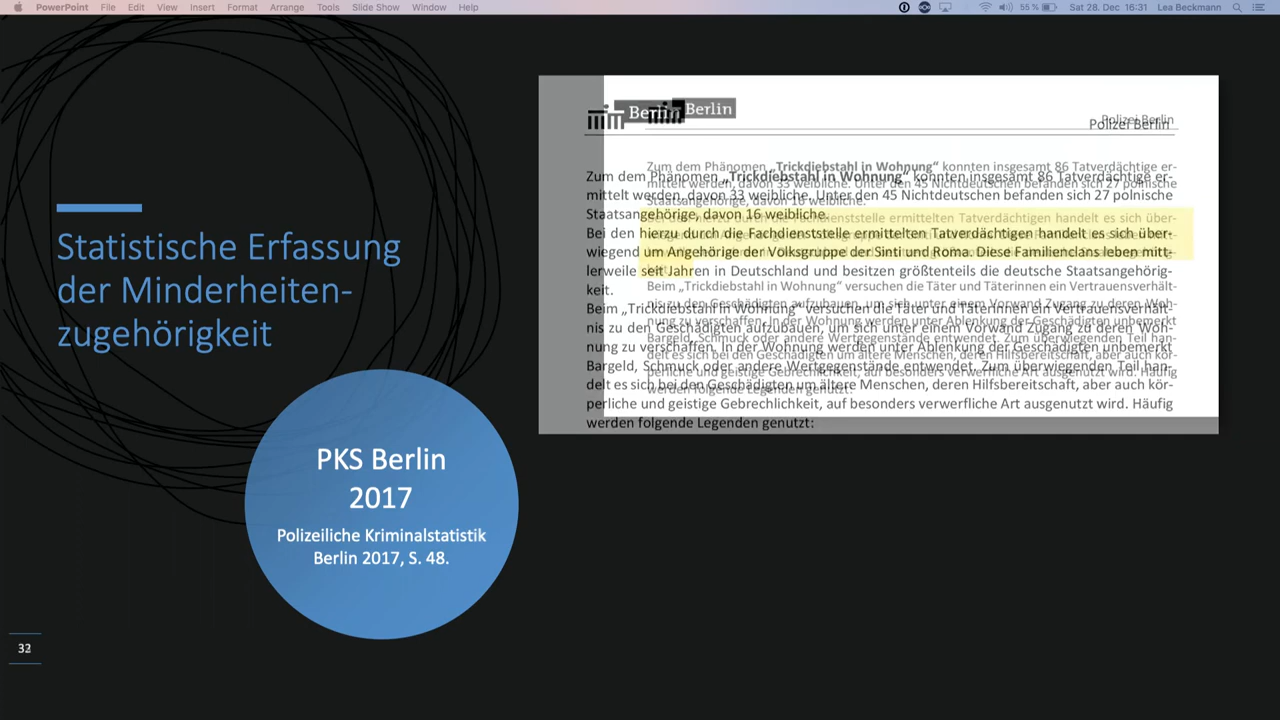 PowerPoint File Edit View Insert Format Arrange Tools Slide Show Window Help 55 % Sat 28. Dec 16:31 Lea Beckmann
Statistische Erfassung
der Minderheiten-
zugehörigkeit
PKS Berlin
2017
Polizeiliche Kriminalstatistik
Berlin 2017, S. 48.
32
Berlin
Berlin
Polizei Berlin
Polizei Berlin
Zum dem Phänomen „Trickdiebstahl in Wohnung“ konnten insgesamt 86 Tatverdächtige er-
mittelt werden, davon 33 weibliche. Unter den 45 Nichtdeutschen befanden sich 27 polnische
Staatsangehörige, davon 16 weibliche.
Bei den hierzu durch die Fachdienststelle ermittelten Tatverdächtigen handelt es sich über-
wiegend um Angehörige der Volksgruppe der Sinti und Roma. Diese Familienclans leben mitt-
lerweile seit Jahren in Deutschland und besitzen größtenteils die deutsche Staatsangehörig-
keit.
Beim „Trickdiebstahl in Wohnung“ versuchen die Täter und Täterinnen ein Vertrauensverhält-
nis zu den Geschädigten aufzubauen, um sich unter einem Vorwand Zugang zu deren Woh-
nung zu verschaffen. In der Wohnung werden unter Ablenkung der Geschädigten unbemerkt
Bargeld, Schmuck oder andere Wertgegenstände entwendet. Zum überwiegenden Teil han-
delt es sich bei den Geschädigten um ältere Menschen, deren Hilfsbereitschaft, aber auch kör-
perliche und geistige Gebrechlichkeit, auf besonders verwerfliche Art ausgenutzt wird. Häufig
werden folgende Legenden genutzt: